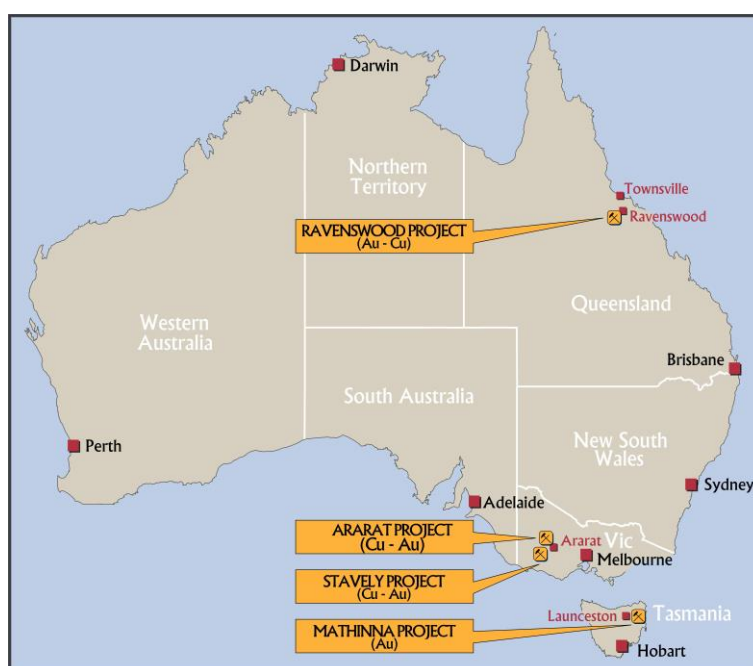 Darwin
Northern
Territory
Townsville
Ravenswood
RAVENSWOOD PROJECT
(Au - Cu)
Queensland
Western
Australia
Brisbane
South Australia
New South
Wales
Perth
Sydney
Adelaide
ARARAT PROJECT
(Cu - Au)
Ararat
Vic
Melbourne
STAVELY PROJECT
(Cu - Au)
Launceston
Tasmania
MATHINNA PROJECT
(Au)
Hobart